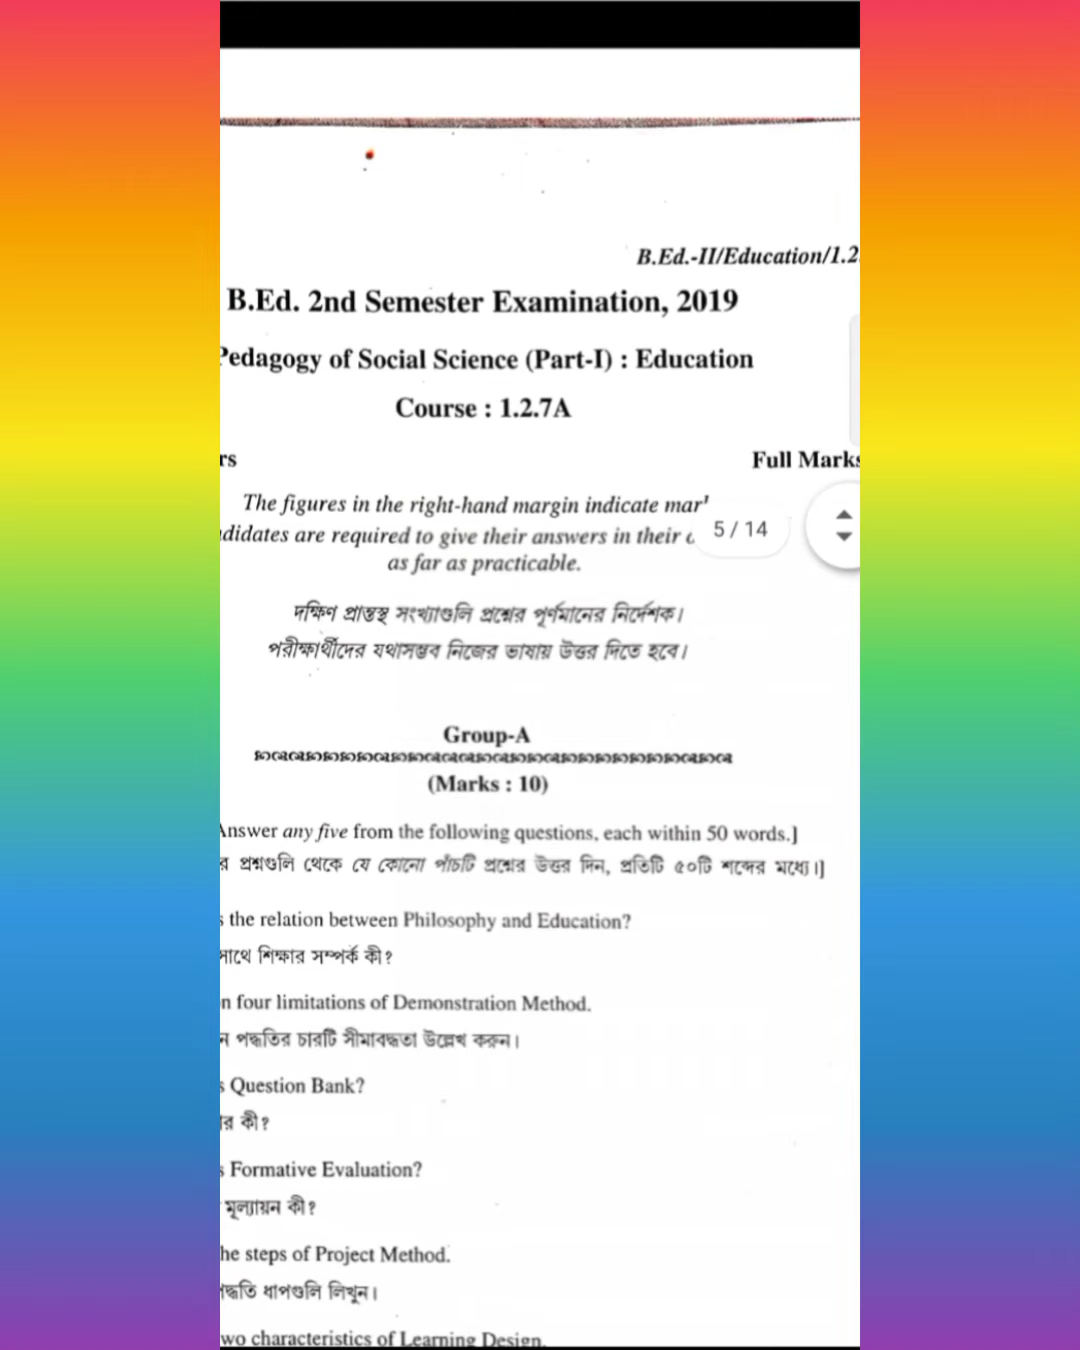 B.Ed.-II/Education/1.2
B.Ed. 2nd Semester Examination, 2019
Pedagogy of Social Science (Part-I) : Education
Course : 1.2.7A
rs Full Marks
The figures in the right-hand margin indicate mar
didates are required to give their answers in their
5 / 14
as far as practicable.
দক্ষিণ প্রান্তস্থ সংখ্যাগুলি প্রশ্নের পূর্ণমানের নির্দেশক।
পরীক্ষার্থীদের যথাসম্ভব নিজের ভাষায় উত্তর দিতে হবে।
Group-A
(Marks : 10)
Answer any five from the following questions, each within 50 words.]
র প্রশ্নগুলি থেকে যে কোনো পাঁচটি প্রশ্নের উত্তর দিন, প্রতিটি ৫০টি শব্দের মধ্যে।]
s the relation between Philosophy and Education?
সাথে শিক্ষার সম্পর্ক কী?
n four limitations of Demonstration Method.
ন পদ্ধতির চারটি সীমাবদ্ধতা উল্লেখ করুন।
s Question Bank?
র কী?
s Formative Evaluation?
মূল্যায়ন কী?
he steps of Project Method.
দ্ধতি ধাপগুলি লিখুন।
wo characteristics of Learning Design.